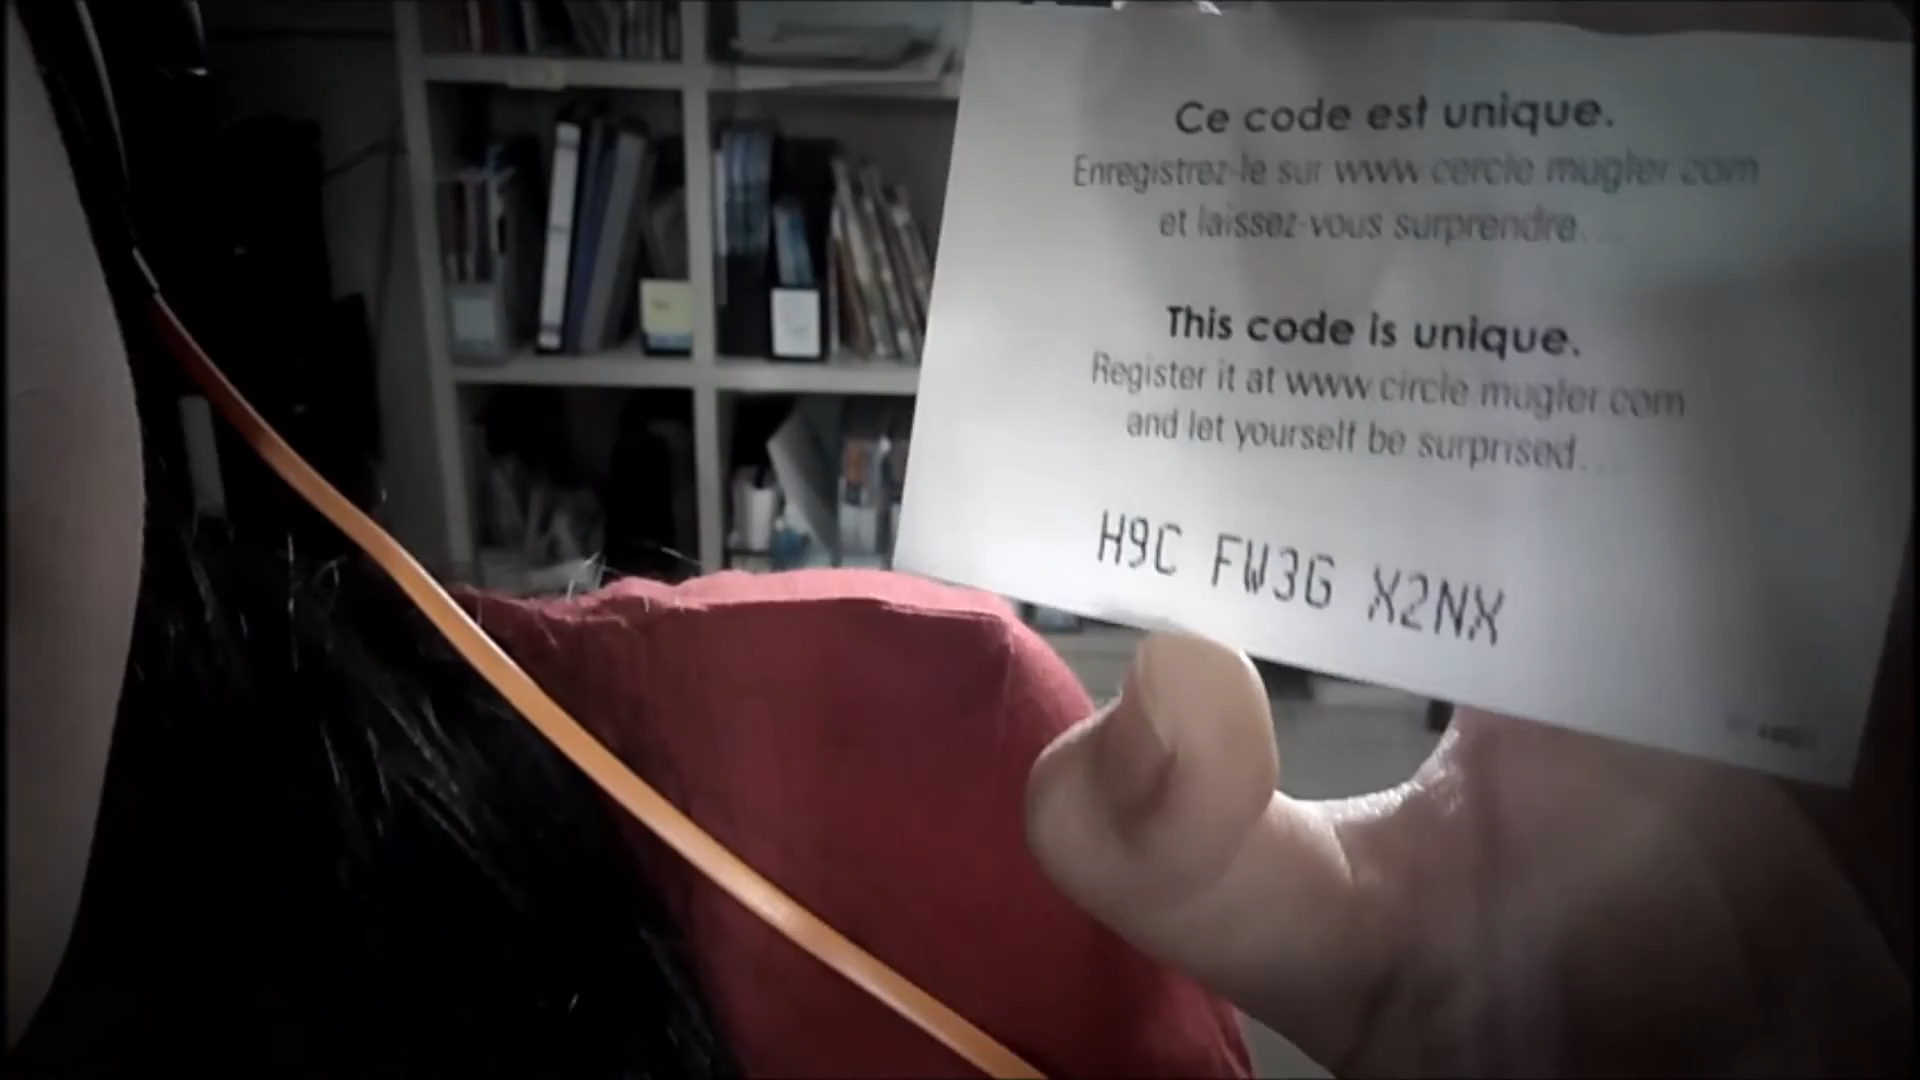 Ce code est unique.
Enregistrez-le sur www.cercle.mugler.com
et laissez-vous surprendre...
This code is unique.
Register it at www.circle.mugler.com
and let yourself be surprised...
H9C FW3G X2NX